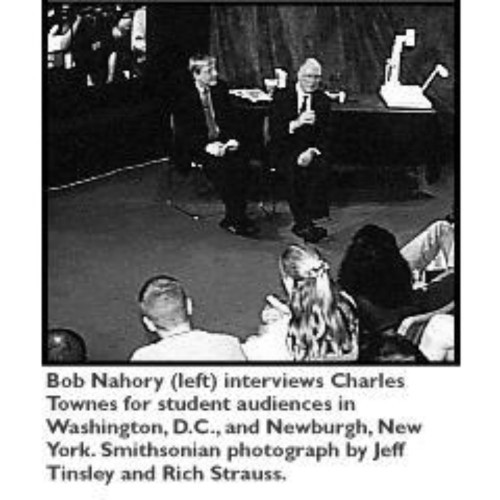 Bob Nahory (left) interviews Charles
Townes for student audiences in
Washington, D.C., and Newburgh, New
York. Smithsonian photograph by Jeff
Tinsley and Rich Strauss.